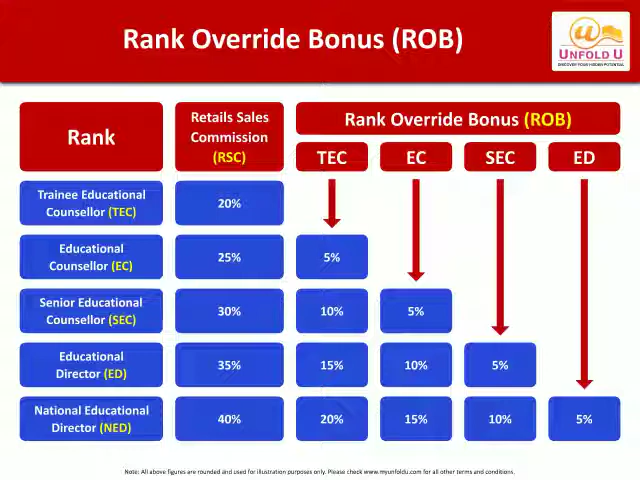 Rank Override Bonus (ROB)
UNFOLD U
DISCOVER YOUR HIDDEN POTENTIAL
Rank
Retails Sales
Commission
(RSC)
Rank Override Bonus (ROB)
TEC EC SEC ED
Trainee Educational
Counsellor (TEC)
20%
Educational
Counsellor (EC)
25% 5%
Senior Educational
Counsellor (SEC)
30% 10% 5%
Educational
Director (ED)
35% 15% 10% 5%
National Educational
Director (NED)
40% 20% 15% 10% 5%
Note: All above figures are rounded and used for illustration purposes only. Please check www.myunfoldu.com for all other terms and conditions.